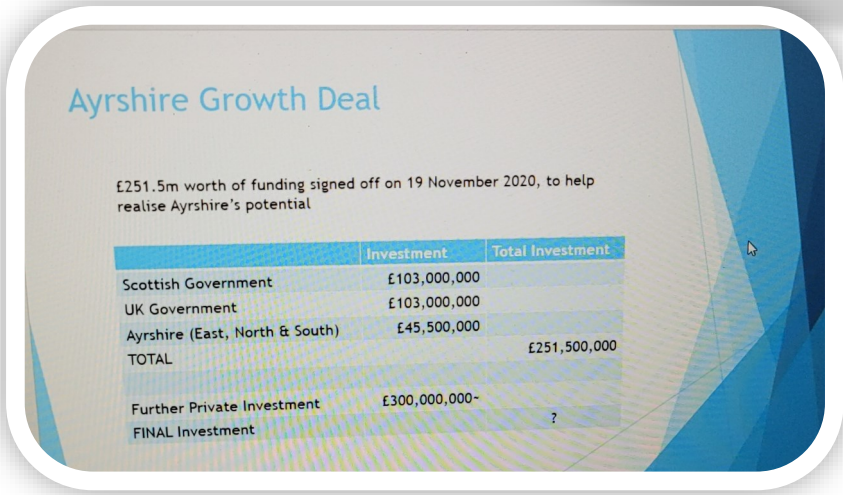 Ayrshire Growth Deal
£251.5m worth of funding signed off on 19 November 2020, to help
realise Ayrshire's potential
Investment Total Investment
Scottish Government £103,000,000
UK Government £103,000,000
Ayrshire (East, North & South) £45,500,000
TOTAL £251,500,000
Further Private Investment £300,000,000~
FINAL Investment ?